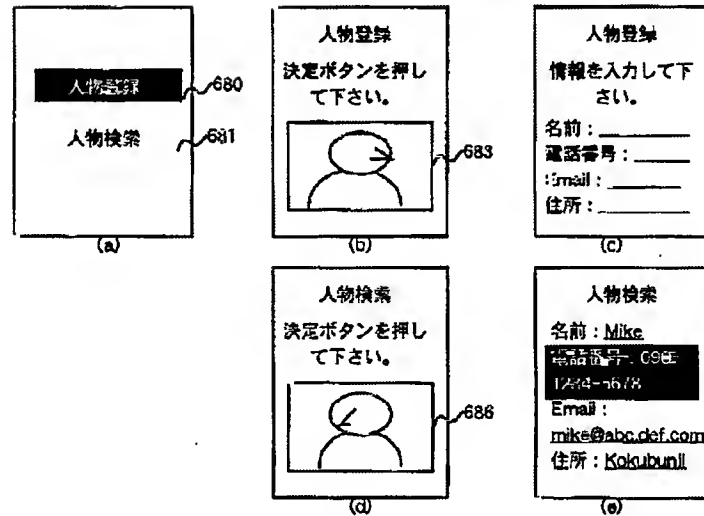 人物登録
680
人物検索
681
(a)
人物登録
決定ボタンを押し
て下さい。
683
(b)
人物登録
情報を入力して下
さい。
名前：
電話番号：
Email：
住所：
(c)
人物検索
決定ボタンを押し
て下さい。
686
(d)
人物検索
名前：Mike
電話番号：090-
1234-5678
Email：
mike@abc.def.com
住所：Kokubunji
(e)